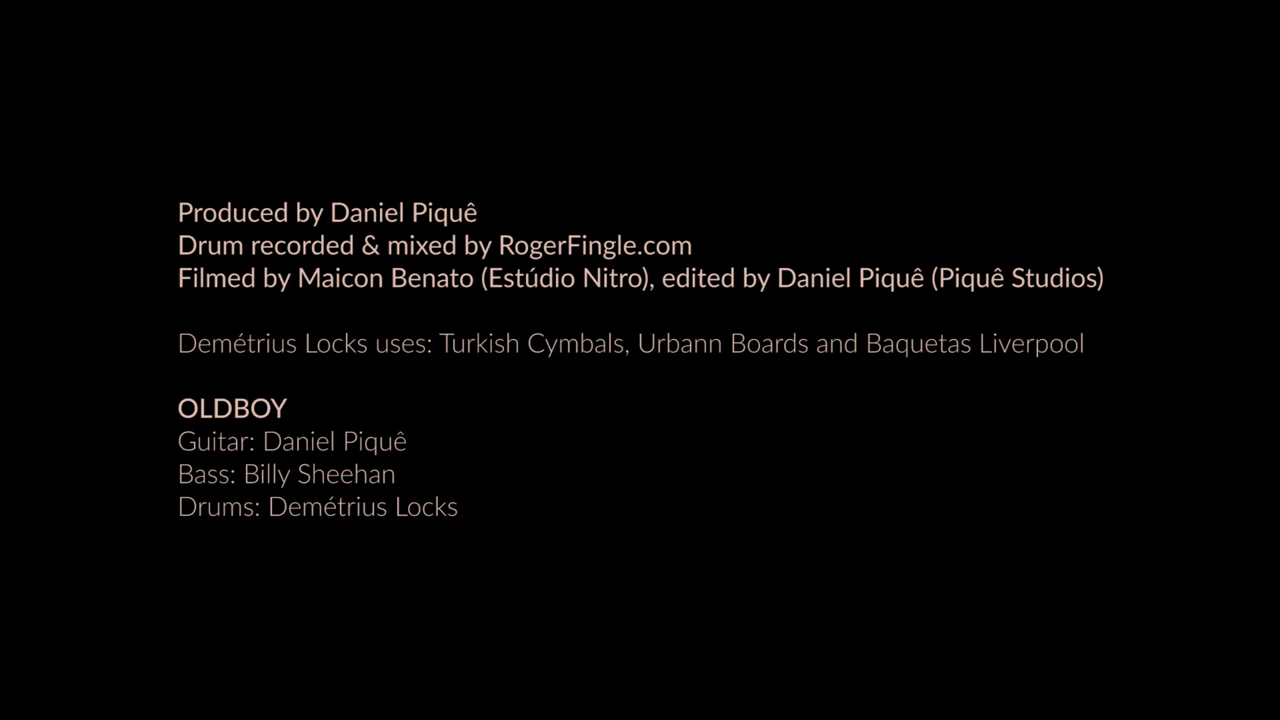 Produced by Daniel Piquê
Drum recorded & mixed by RogerFingle.com
Filmed by Maicon Benato (Estúdio Nitro), edited by Daniel Piquê (Piquê Studios)
Demétrius Locks uses: Turkish Cymbals, Urbann Boards and Baquetas Liverpool
OLDBOY
Guitar: Daniel Piquê
Bass: Billy Sheehan
Drums: Demétrius Locks